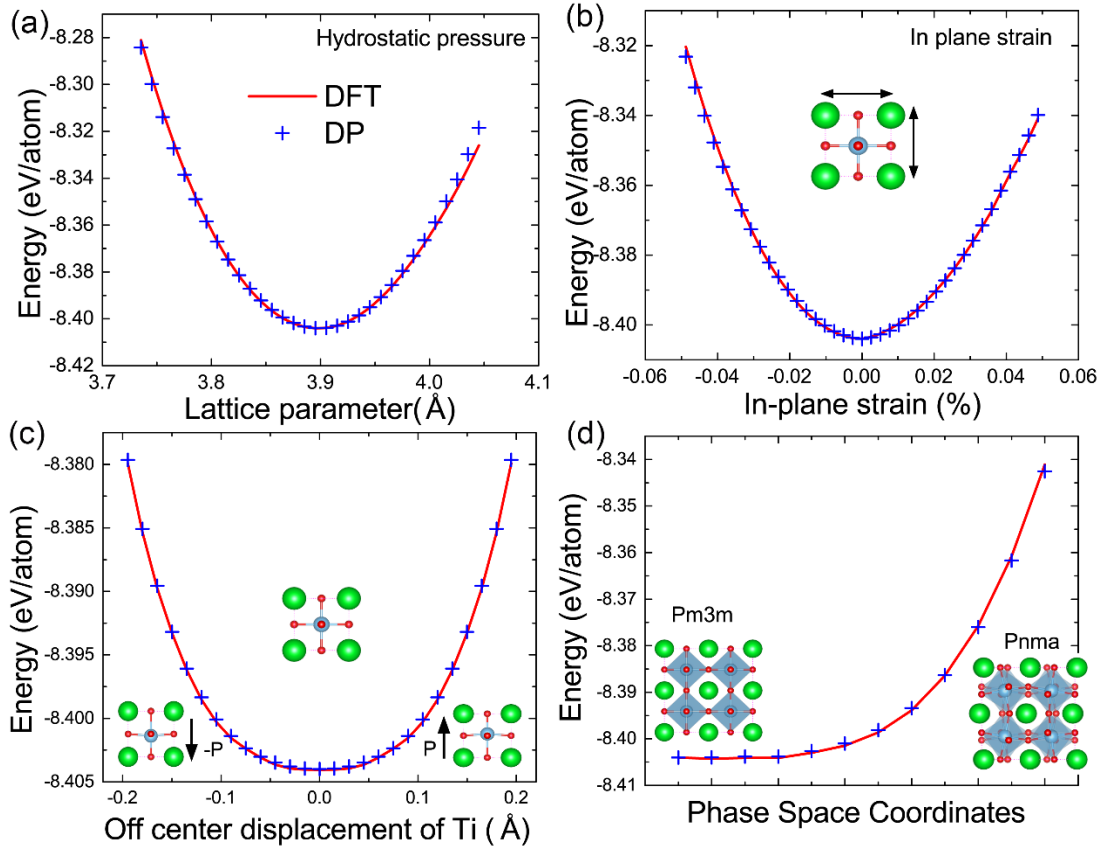 (a)
Hydrostatic pressure
DFT
DP
-8.28
-8.30
-8.32
-8.34
-8.36
-8.38
-8.40
-8.42
Energy (eV/atom)
3.7
3.8
3.9
4.0
4.1
Lattice parameter(Å)
(b)
In plane strain
-8.32
-8.34
-8.36
-8.38
-8.40
Energy (eV/atom)
-0.06
-0.04
-0.02
0.00
0.02
0.04
0.06
In-plane strain (%)
(c)
-8.380
-8.385
-8.390
-8.395
-8.400
-8.405
Energy (eV/atom)
-P
P
-0.2
-0.1
0.0
0.1
0.2
Off center displacement of Ti (Å)
(d)
-8.34
-8.35
-8.36
-8.37
-8.38
-8.39
-8.40
-8.41
Energy (eV/atom)
Pm3m
Pnma
Phase Space Coordinates